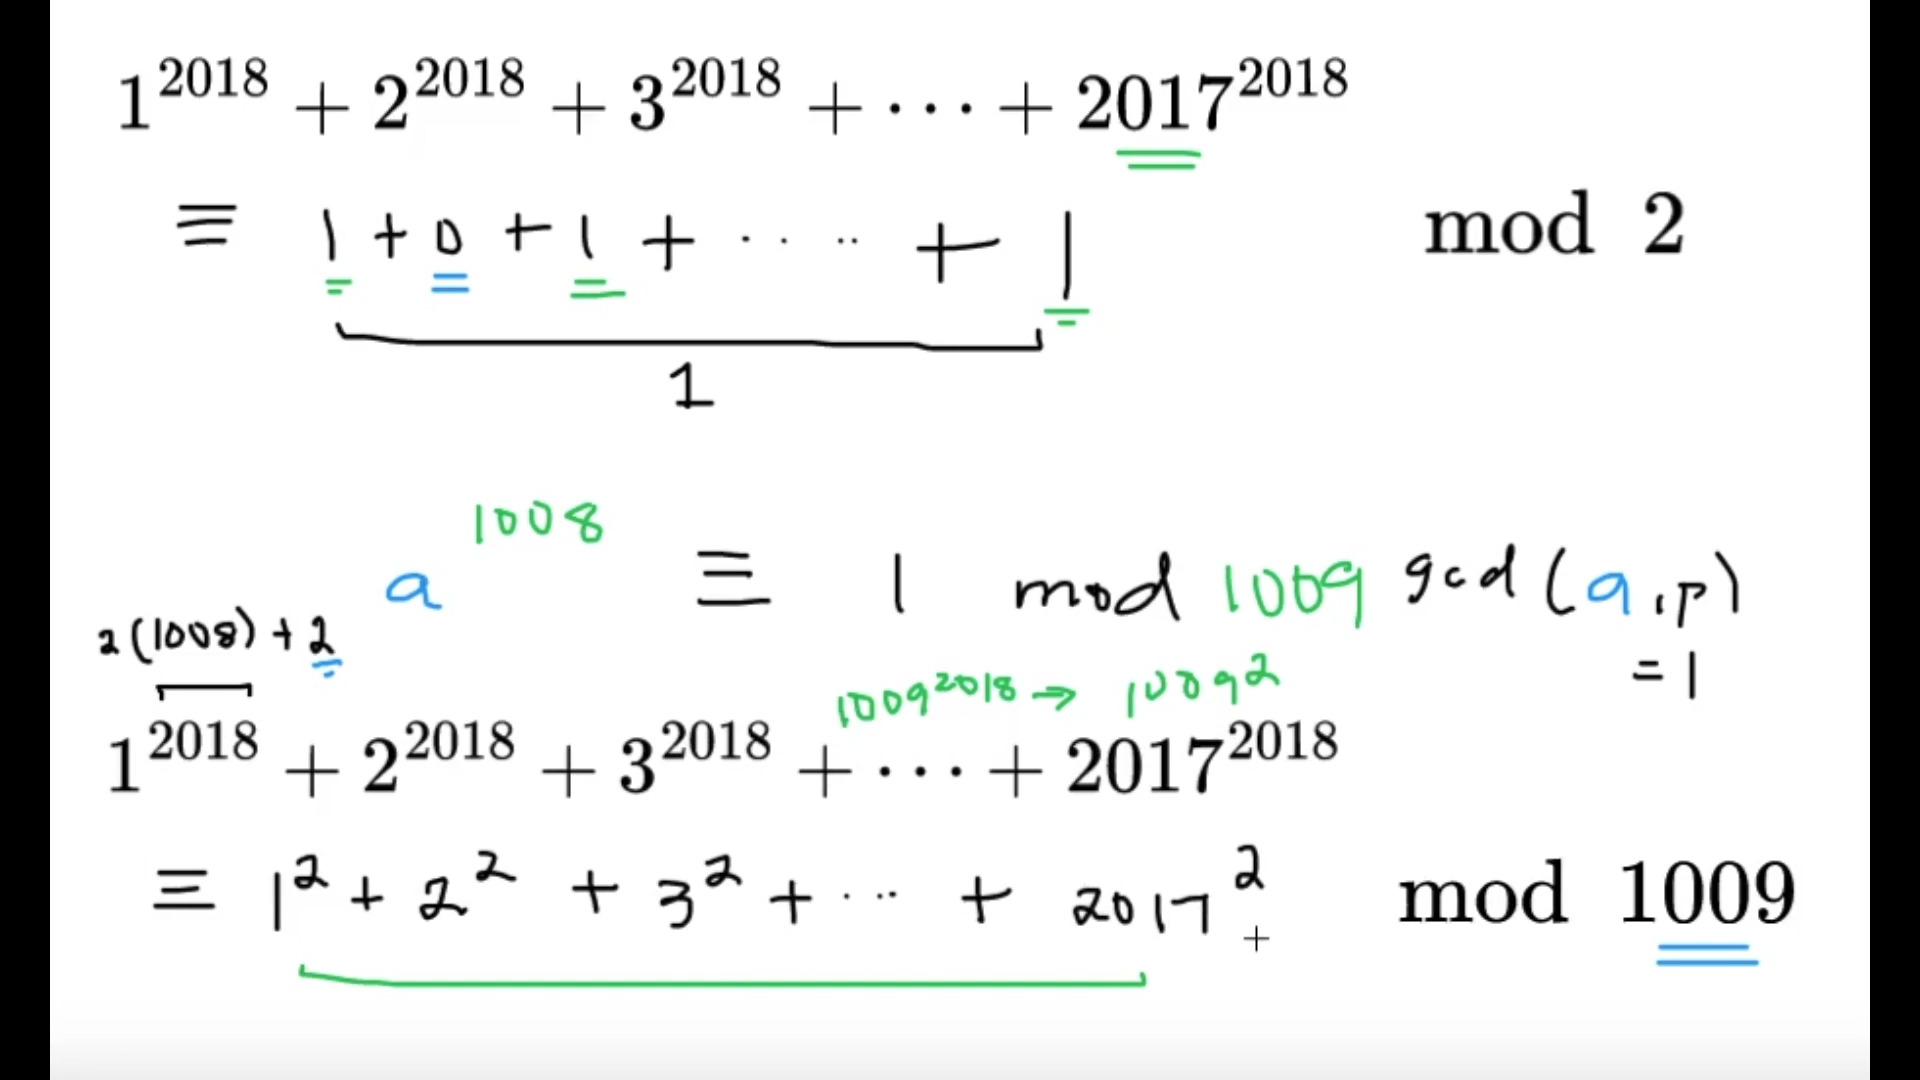 1^2018 + 2^2018 + 3^2018 + ⋯ + 2017^2018
≡ 1 + 0 + 1 + ⋯ + 1 mod 2
1
a^1008 ≡ 1 mod 1009 gcd(a,p)
= 1
2(1008) + 2
1009^2018 → 1009^2
1^2018 + 2^2018 + 3^2018 + ⋯ + 2017^2018
≡ 1^2 + 2^2 + 3^2 + ⋯ + 2017^2 mod 1009